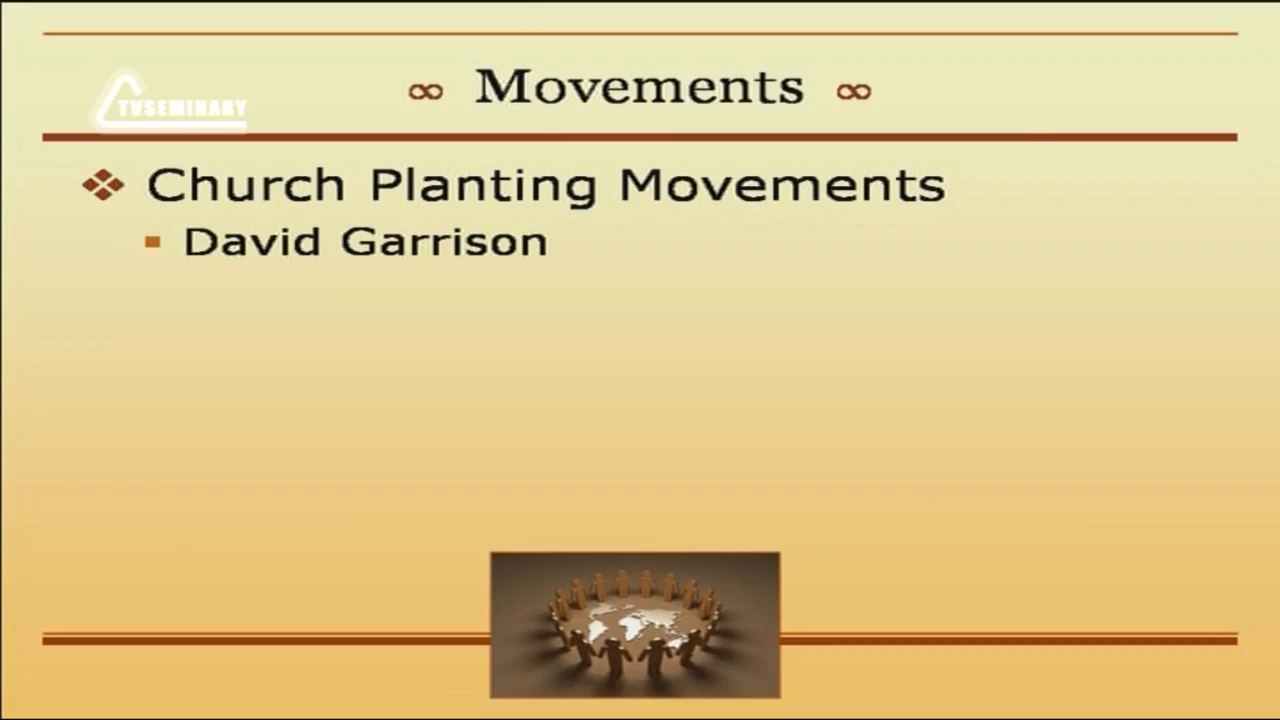 ∞ Movements ∞
TVSEMINARY
❖ Church Planting Movements
▪ David Garrison